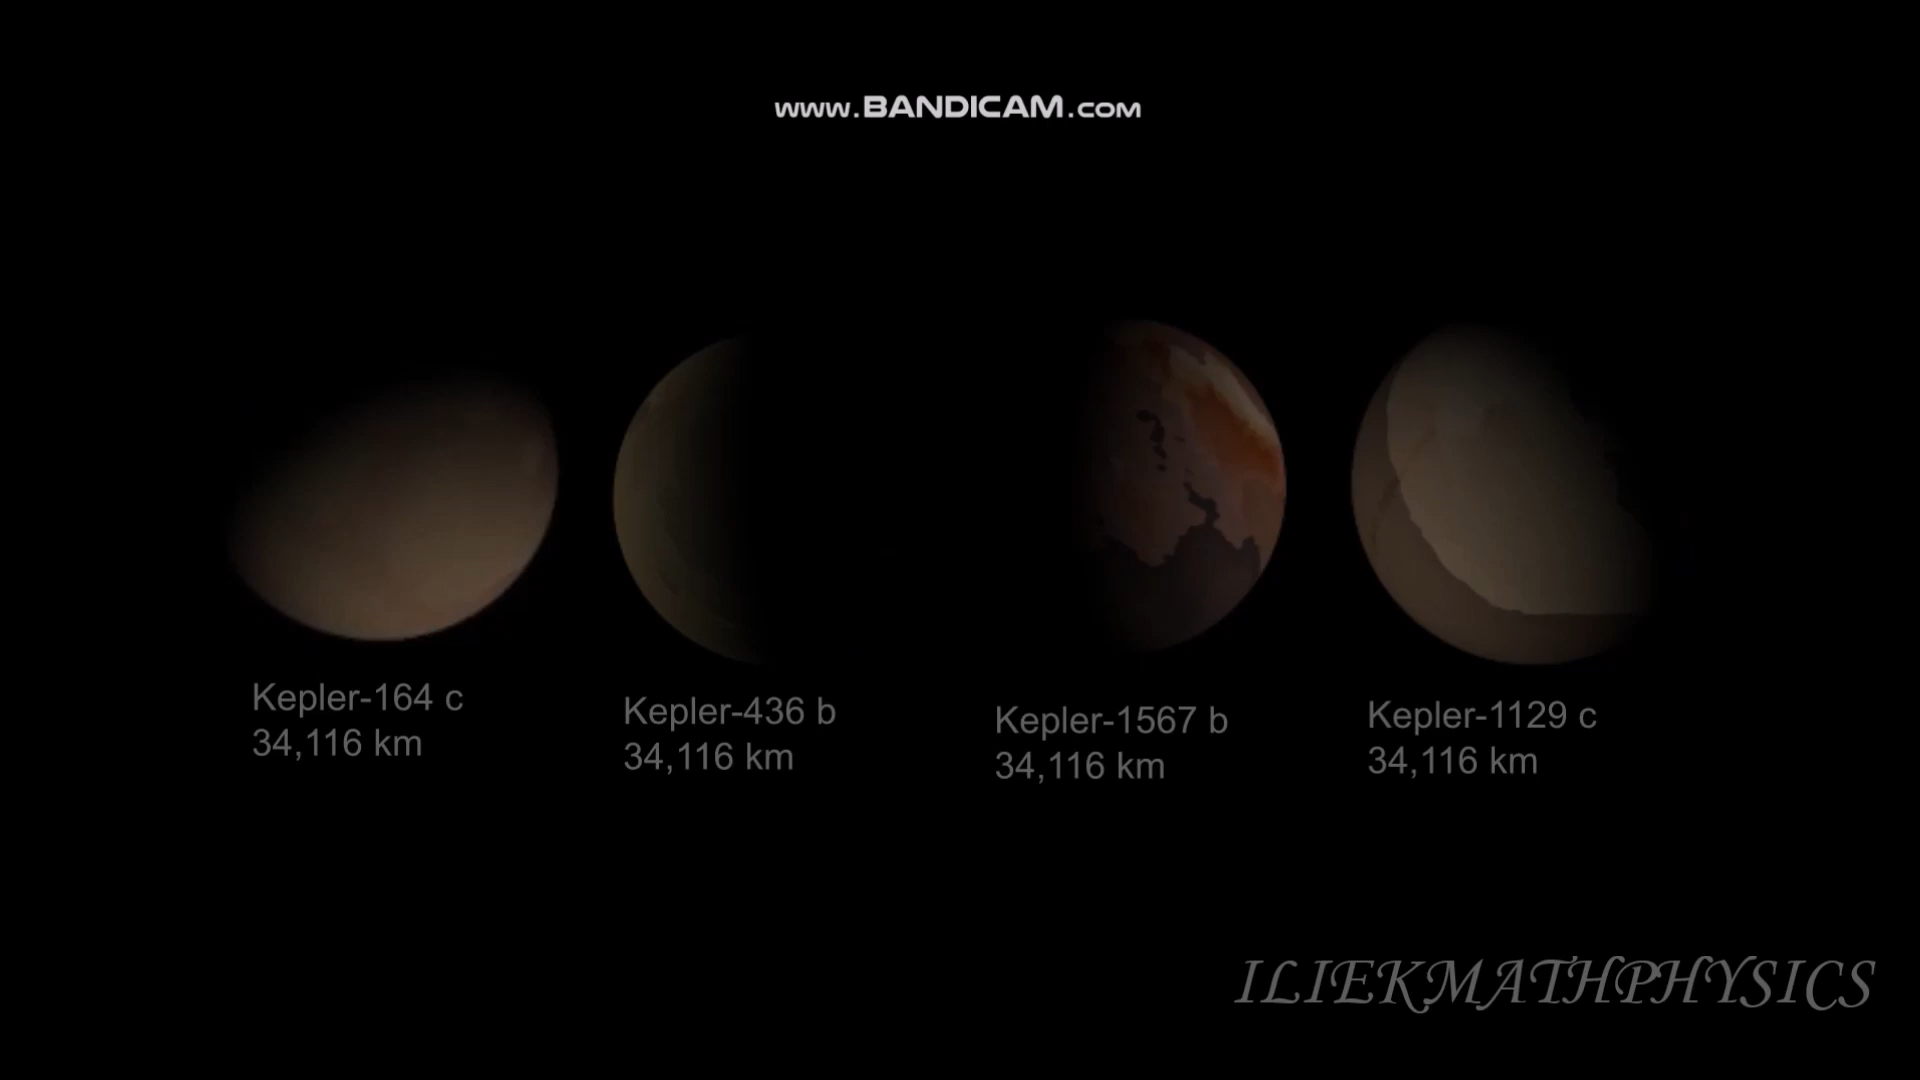 www.BANDICAM.com
Kepler-164 c
34,116 km
Kepler-436 b
34,116 km
Kepler-1567 b
34,116 km
Kepler-1129 c
34,116 km
ILIEKMATHPHYSICS